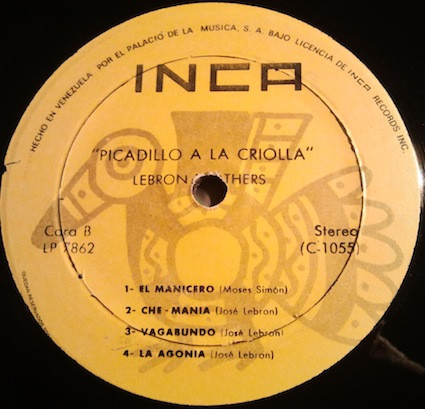 HECHO EN VENEZUELA POR EL PALACIO DE LA MUSICA, S. A. BAJO LICENCIA DE INCA RECORDS INC.
INCA
"PICADILLO A LA CRIOLLA"
LEBRON
Cara B
LP 7862
Stereo
(C-1055)
1- EL MANICERO (Moses Simón)
2- CHE-MANIA (José Lebron)
3- VAGABUNDO (José Lebron)
4- LA AGONIA (José Lebron)